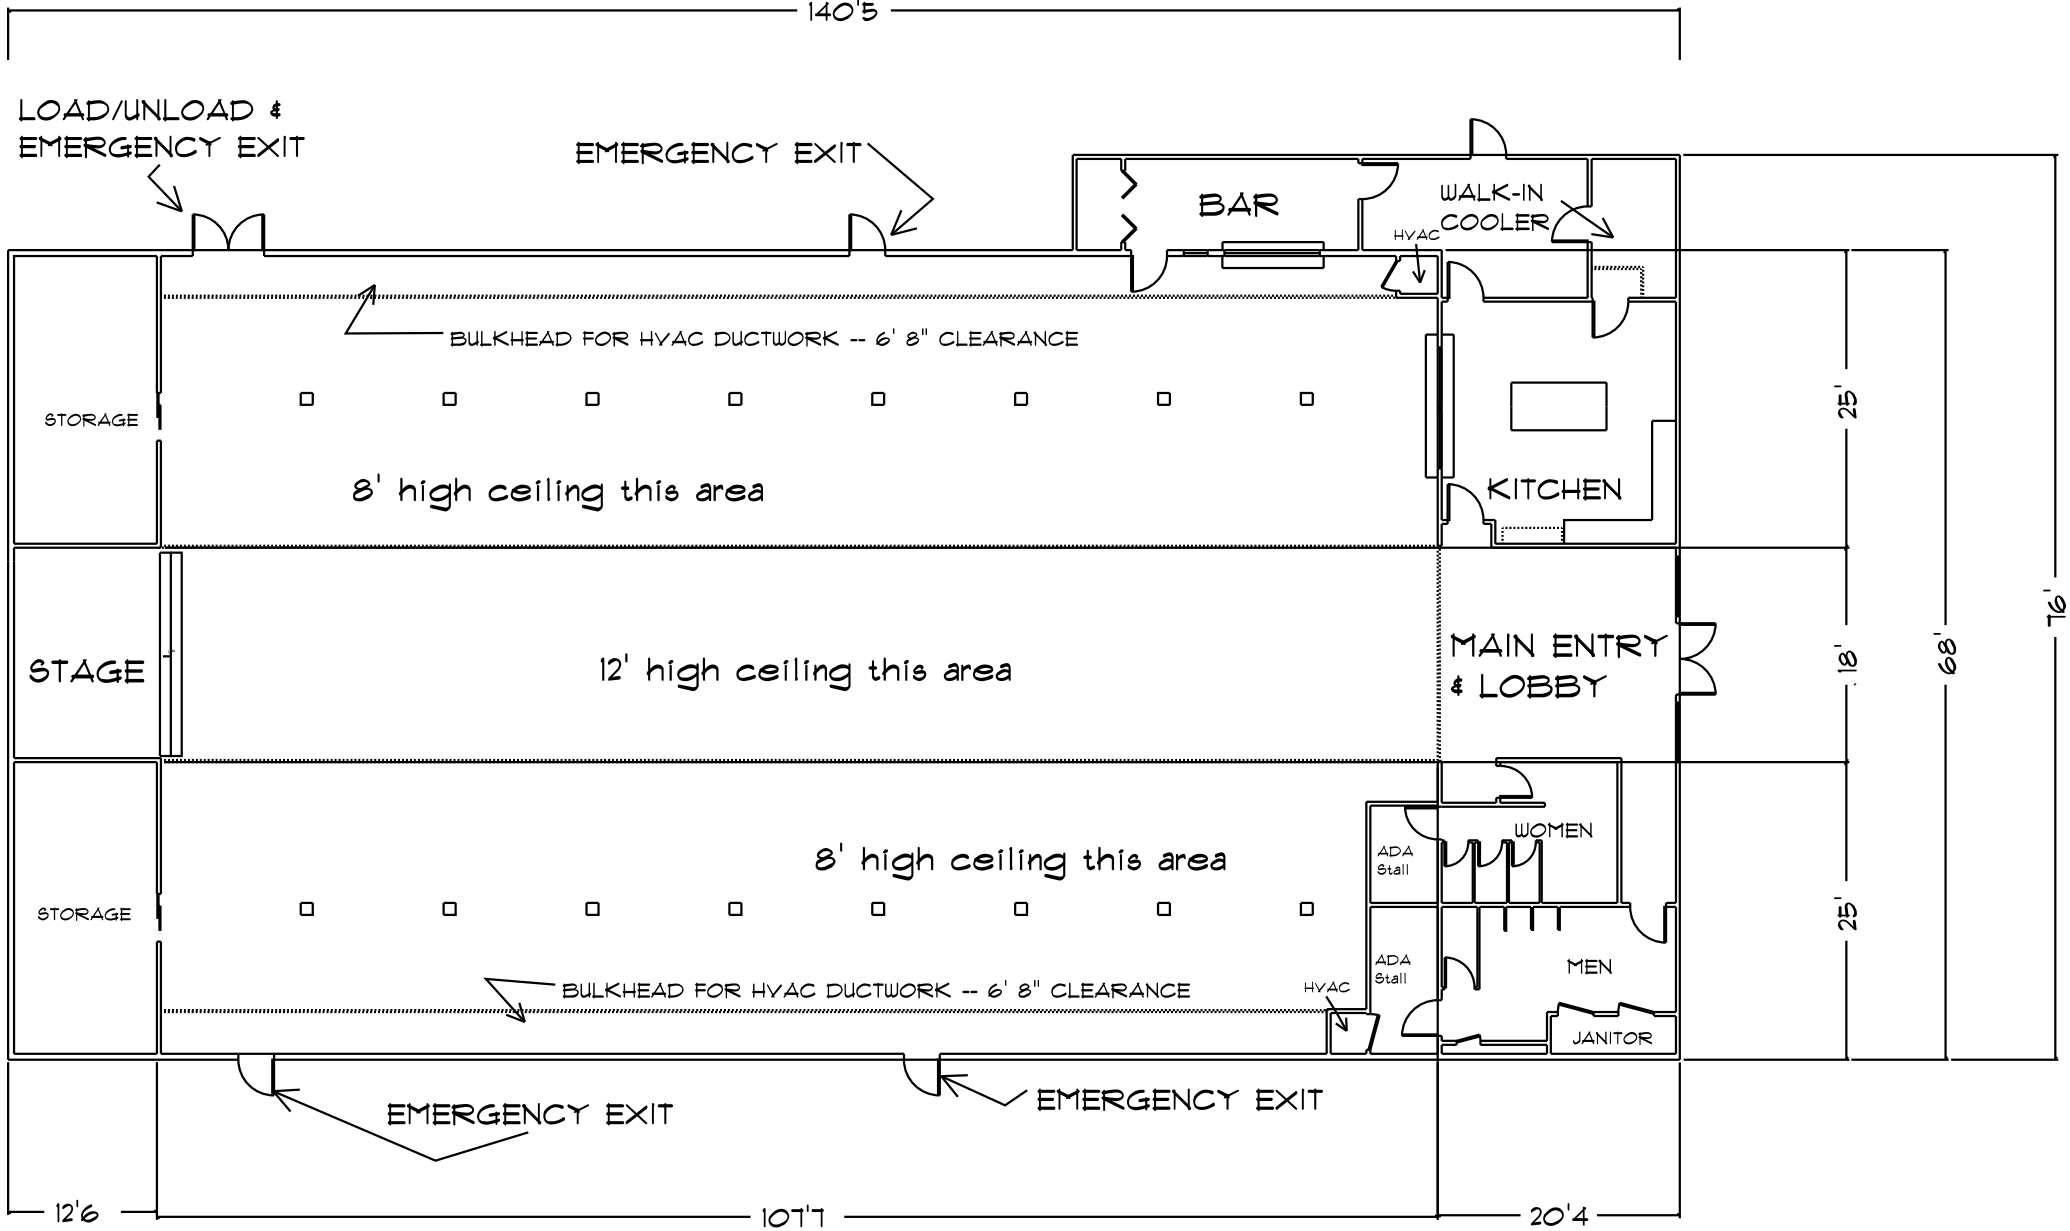 140'5
LOAD/UNLOAD &
EMERGENCY EXIT
EMERGENCY EXIT
BAR
WALK-IN
COOLER
HVAC
BULKHEAD FOR HVAC DUCTWORK -- 6' 8" CLEARANCE
STORAGE
25'
8' high ceiling this area
KITCHEN
76'
STAGE
12' high ceiling this area
MAIN ENTRY
& LOBBY
18'
68'
WOMEN
8' high ceiling this area
ADA
Stall
STORAGE
25'
ADA
Stall
MEN
BULKHEAD FOR HVAC DUCTWORK -- 6' 8" CLEARANCE
HVAC
JANITOR
EMERGENCY EXIT
EMERGENCY EXIT
12'6
107'7
20'4